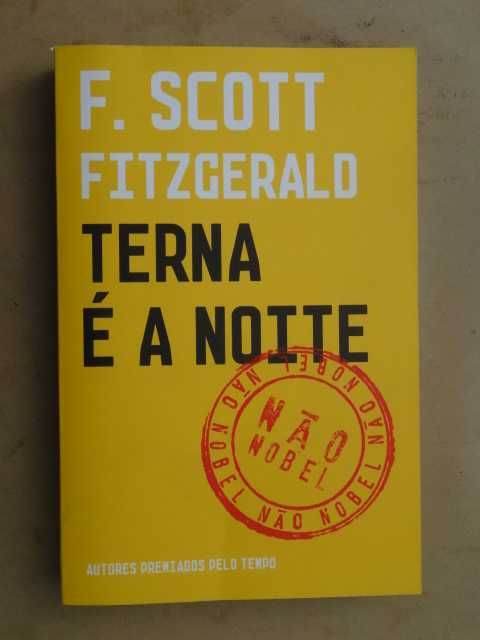 F. SCOTT
FITZGERALD
TERNA
É A NOITE
NÃO NOBEL NÃO NOBEL NÃO NOBEL
NÃO
NOBEL
AUTORES PREMIADOS PELO TEMPO